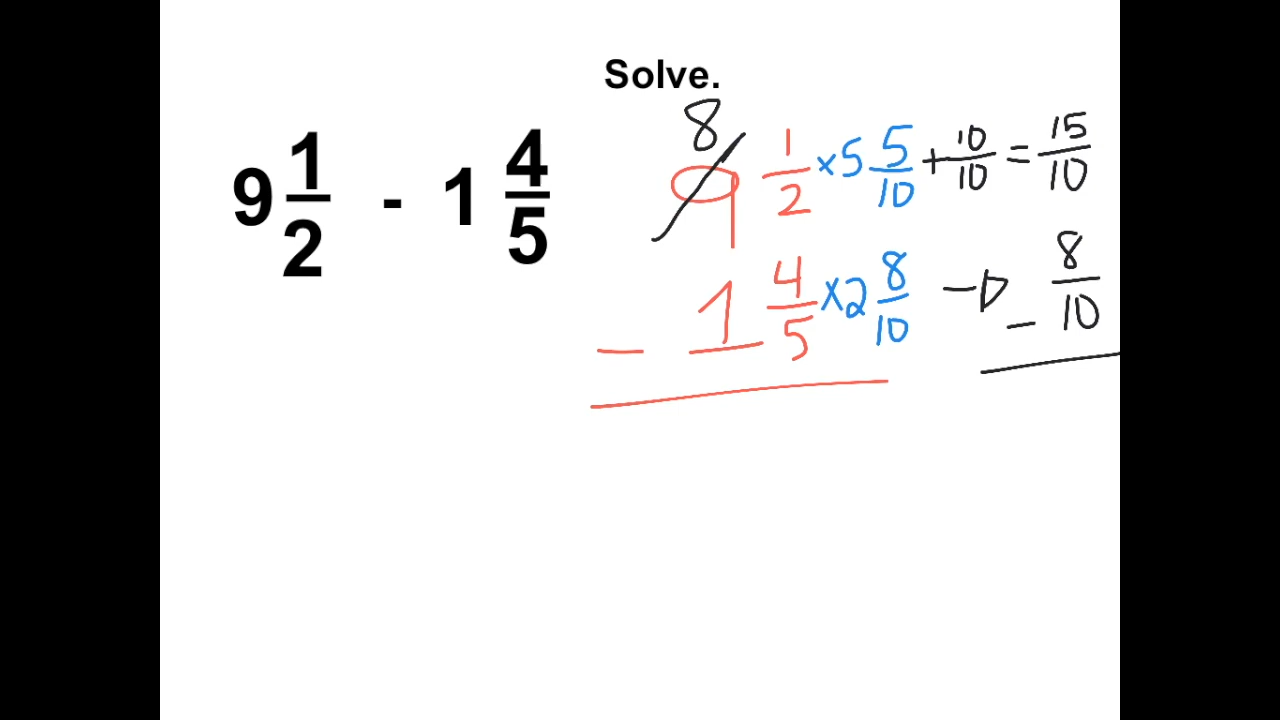 Solve.
9 1/2 - 1 4/5
8
9 1/2 ×5 5/10 + 10/10 = 15/10
- 1 4/5 ×2 8/10 → - 8/10